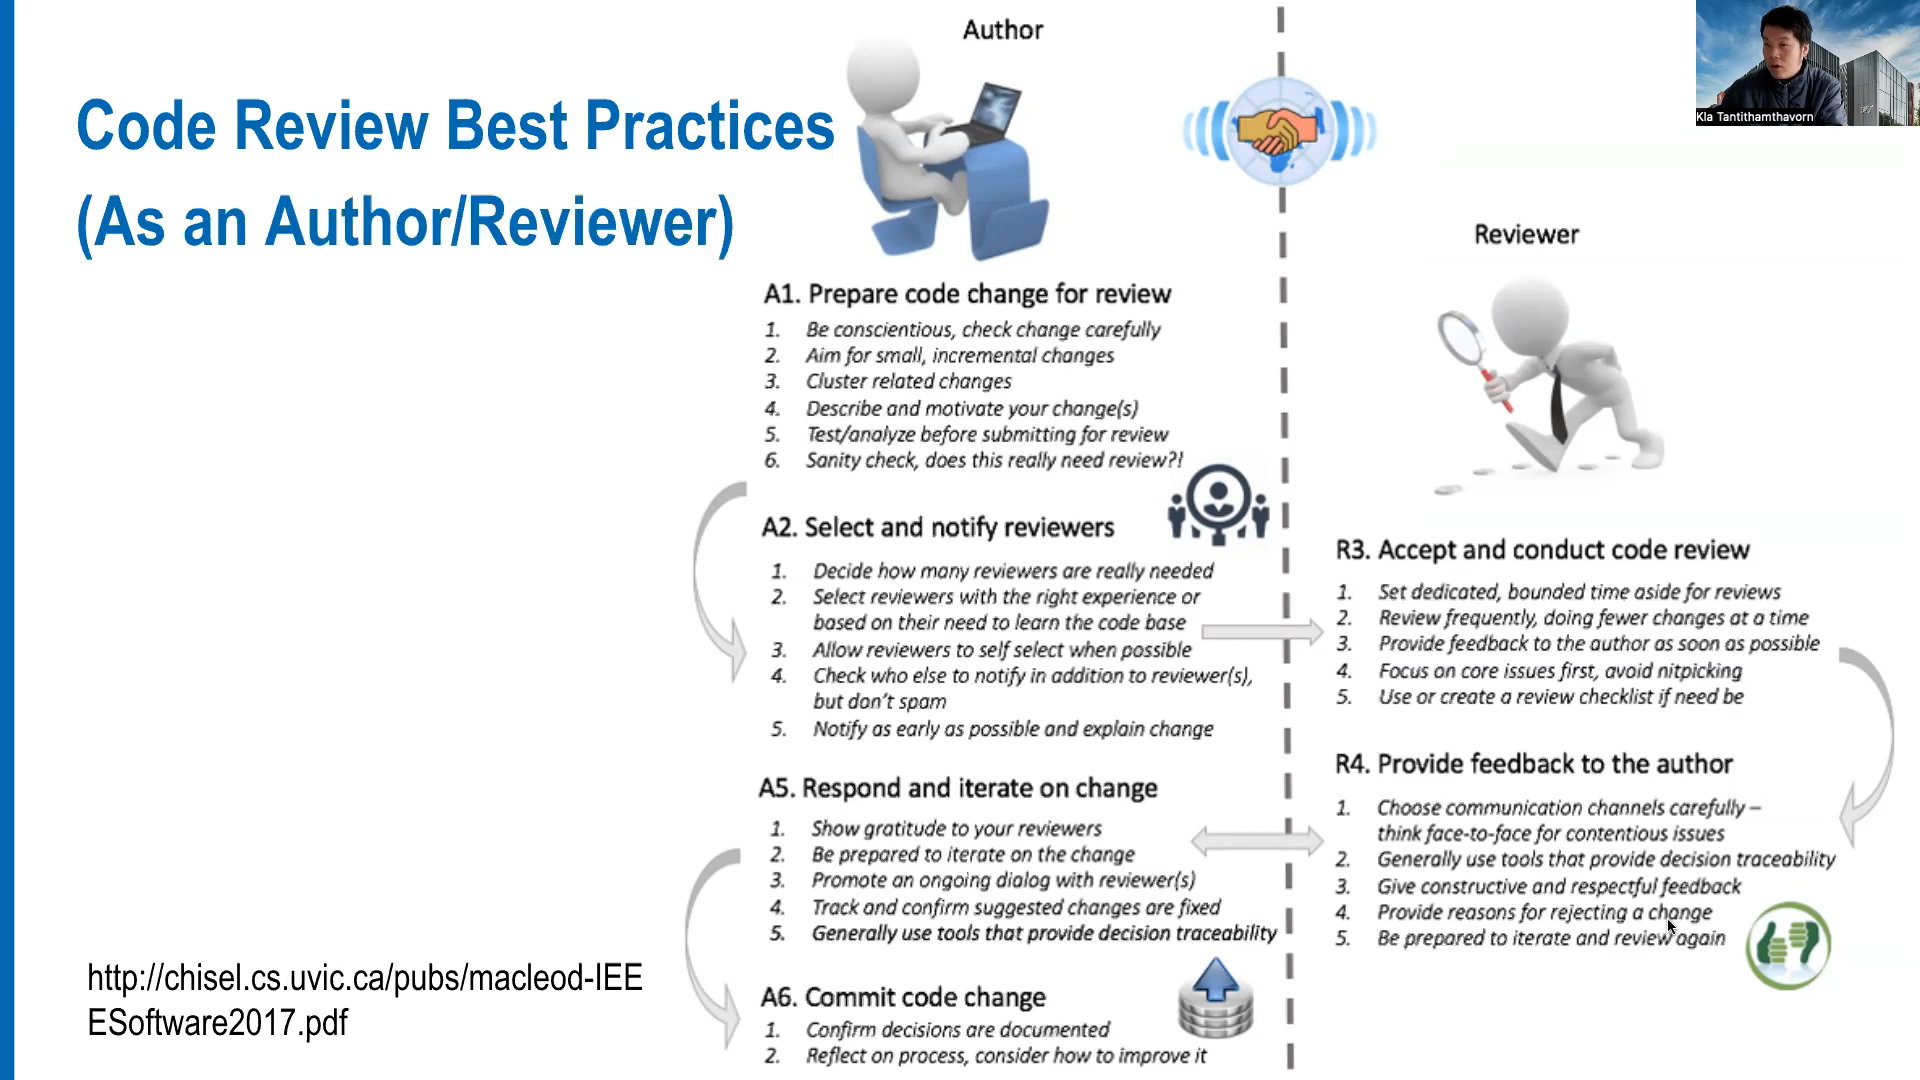 Code Review Best Practices
(As an Author/Reviewer)
http://chisel.cs.uvic.ca/pubs/macleod-IEE
ESoftware2017.pdf
Author
A1. Prepare code change for review
1. Be conscientious, check change carefully
2. Aim for small, incremental changes
3. Cluster related changes
4. Describe and motivate your change(s)
5. Test/analyze before submitting for review
6. Sanity check, does this really need review?!
A2. Select and notify reviewers
1. Decide how many reviewers are really needed
2. Select reviewers with the right experience or
based on their need to learn the code base
3. Allow reviewers to self select when possible
4. Check who else to notify in addition to reviewer(s),
but don't spam
5. Notify as early as possible and explain change
A5. Respond and iterate on change
1. Show gratitude to your reviewers
2. Be prepared to iterate on the change
3. Promote an ongoing dialog with reviewer(s)
4. Track and confirm suggested changes are fixed
5. Generally use tools that provide decision traceability
A6. Commit code change
1. Confirm decisions are documented
2. Reflect on process, consider how to improve it
Reviewer
R3. Accept and conduct code review
1. Set dedicated, bounded time aside for reviews
2. Review frequently, doing fewer changes at a time
3. Provide feedback to the author as soon as possible
4. Focus on core issues first, avoid nitpicking
5. Use or create a review checklist if need be
R4. Provide feedback to the author
1. Choose communication channels carefully –
think face-to-face for contentious issues
2. Generally use tools that provide decision traceability
3. Give constructive and respectful feedback
4. Provide reasons for rejecting a change
5. Be prepared to iterate and review again
Kla Tantithamthavorn